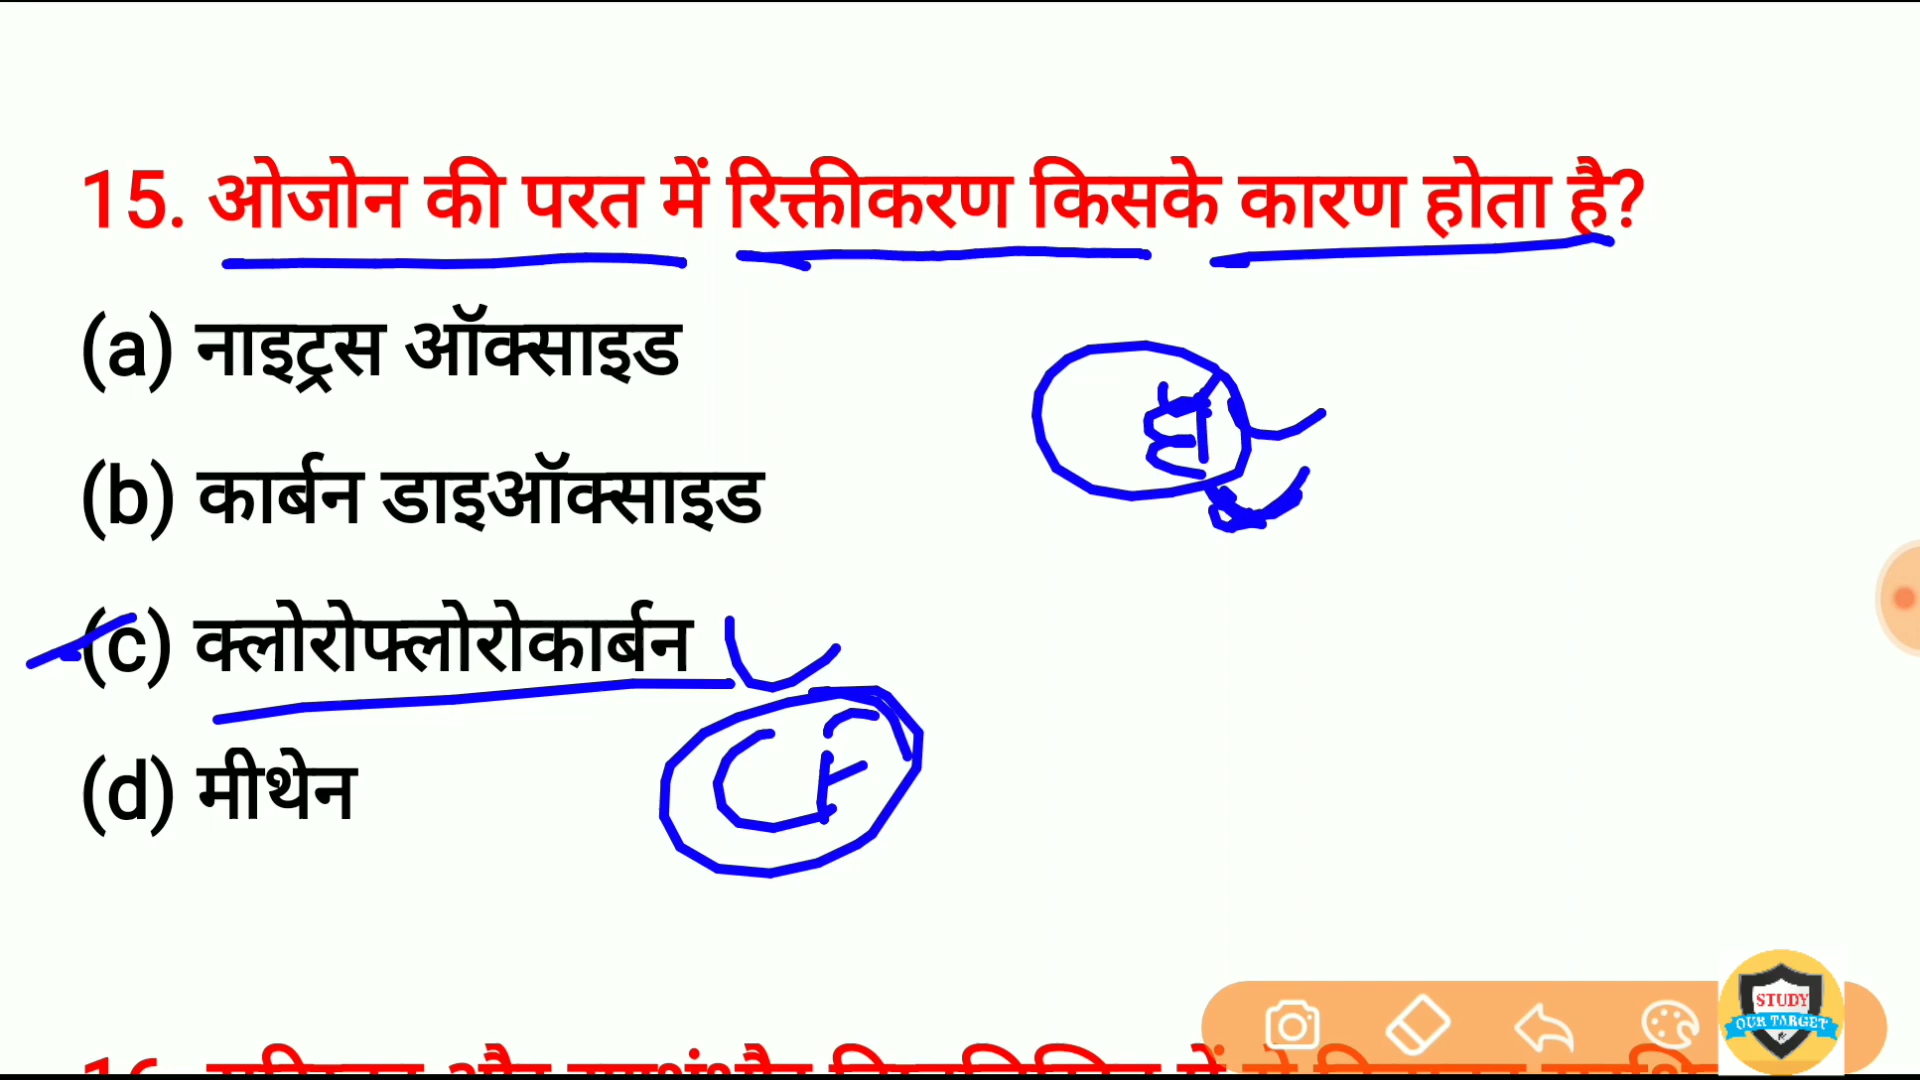 15. ओजोन की परत में रिक्तीकरण किसके कारण होता है?
(a) नाइट्रस ऑक्साइड
(b) कार्बन डाइऑक्साइड
(c) क्लोरोफ्लोरोकार्बन
(d) मीथेन
STUDY
OUR TARGET